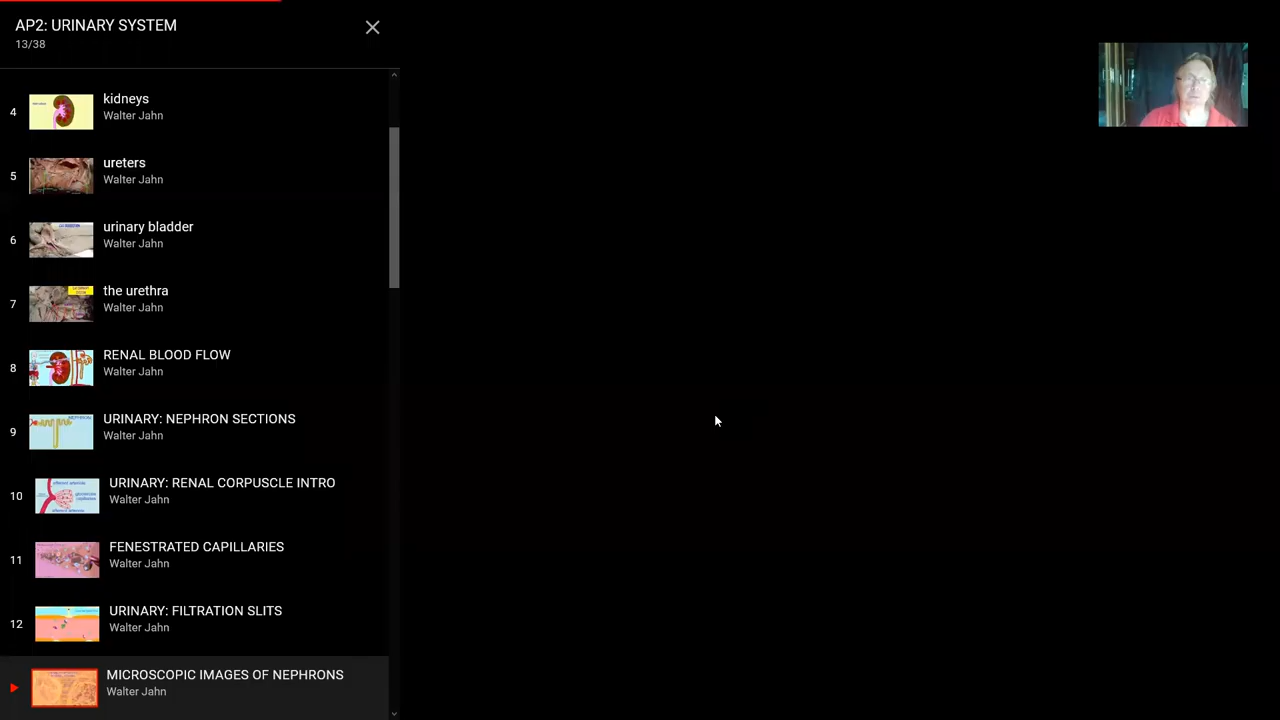 AP2: URINARY SYSTEM
13/38
4
kidneys
Walter Jahn
5
ureters
Walter Jahn
6
urinary bladder
Walter Jahn
7
the urethra
Walter Jahn
8
RENAL BLOOD FLOW
Walter Jahn
9
URINARY: NEPHRON SECTIONS
Walter Jahn
10
URINARY: RENAL CORPUSCLE INTRO
Walter Jahn
11
FENESTRATED CAPILLARIES
Walter Jahn
12
URINARY: FILTRATION SLITS
Walter Jahn
MICROSCOPIC IMAGES OF NEPHRONS
Walter Jahn